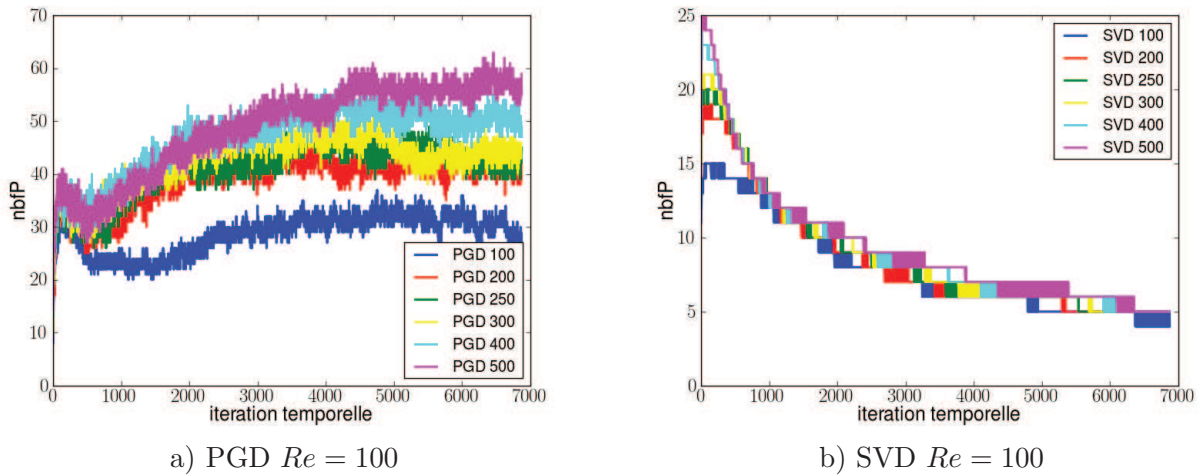 70
60
50
40
30
20
10
0
nbfP
0 1000 2000 3000 4000 5000 6000 7000
iteration temporelle
PGD 100
PGD 200
PGD 250
PGD 300
PGD 400
PGD 500
a) PGD Re = 100
25
20
15
10
5
0
nbfP
0 1000 2000 3000 4000 5000 6000 7000
iteration temporelle
SVD 100
SVD 200
SVD 250
SVD 300
SVD 400
SVD 500
b) SVD Re = 100